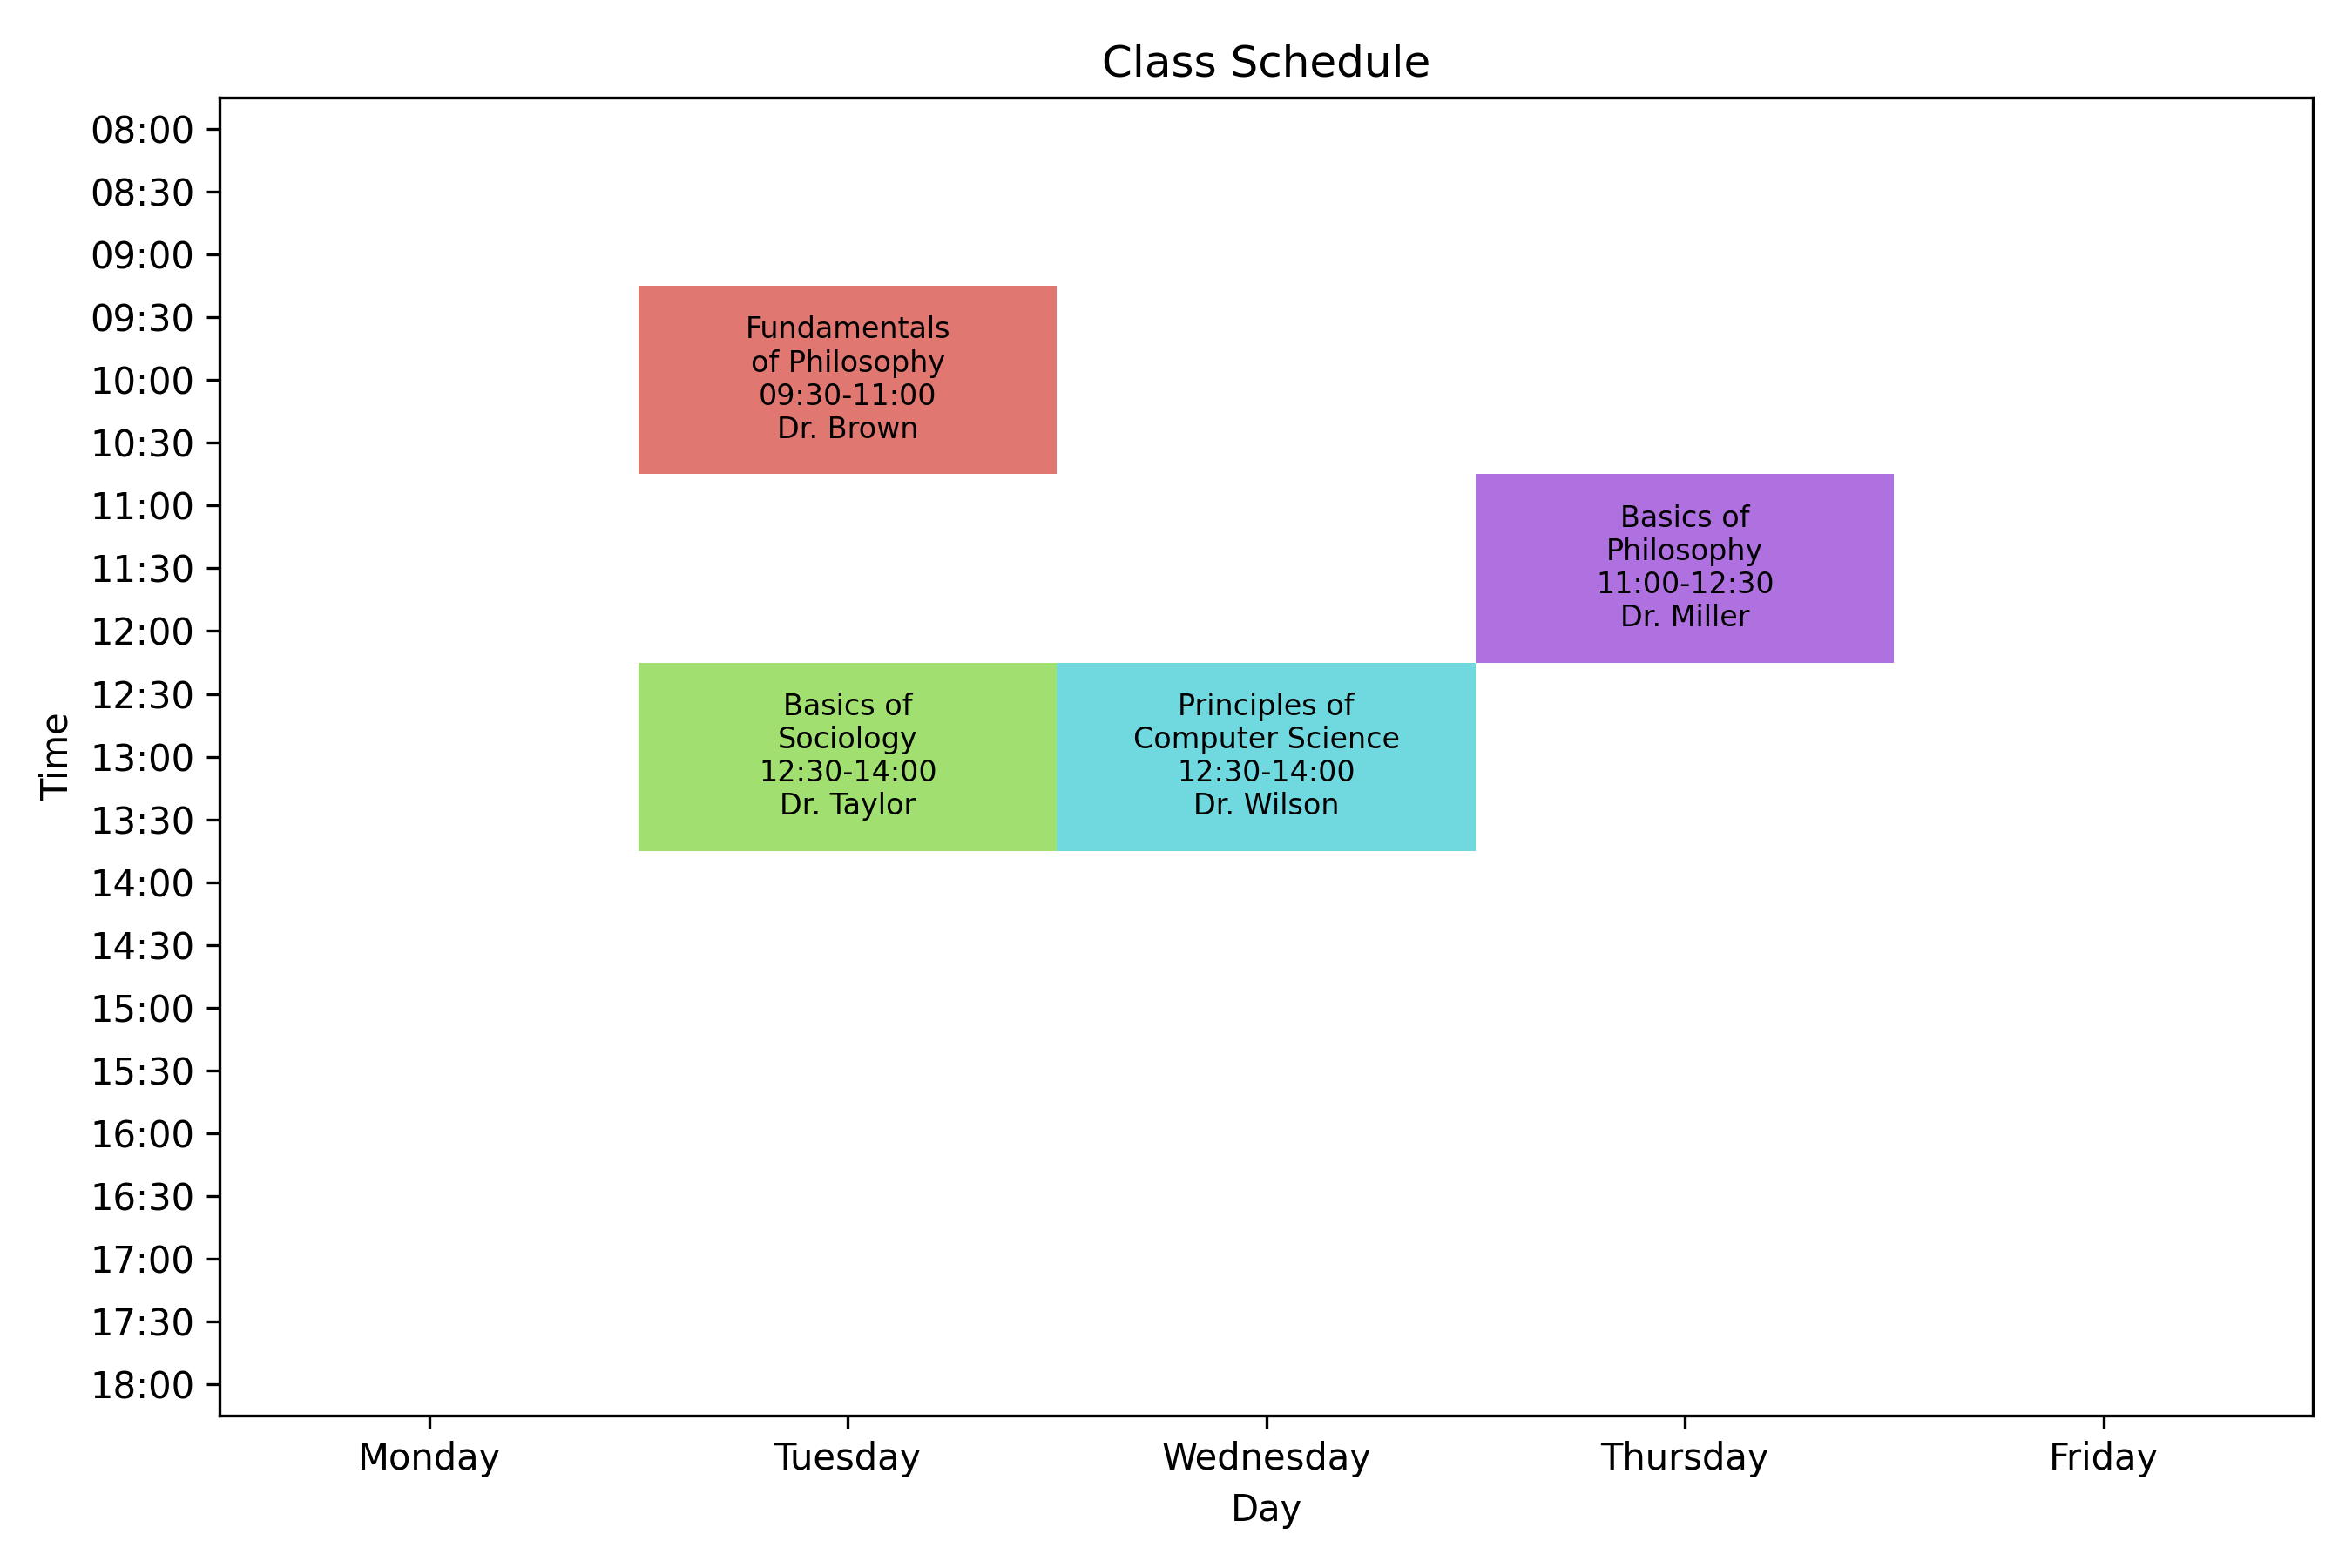 Class Schedule
08:00
08:30
09:00
09:30
10:00
10:30
11:00
11:30
12:00
12:30
13:00
13:30
14:00
14:30
15:00
15:30
16:00
16:30
17:00
17:30
18:00
Time
Fundamentals
of Philosophy
09:30-11:00
Dr. Brown
Basics of
Philosophy
11:00-12:30
Dr. Miller
Basics of
Sociology
12:30-14:00
Dr. Taylor
Principles of
Computer Science
12:30-14:00
Dr. Wilson
Monday
Tuesday
Wednesday
Thursday
Friday
Day